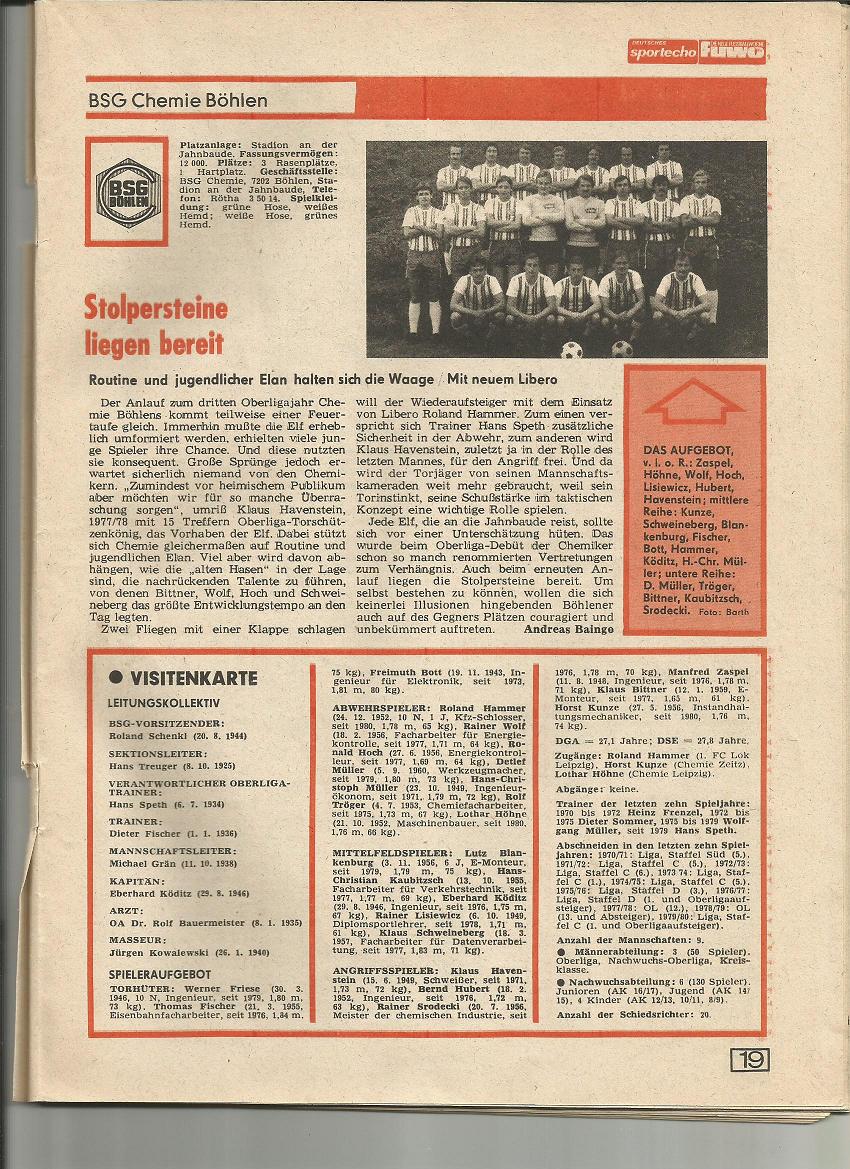 DEUTSCHES
sportecho
DIE NEUE FUSSBALLWOCHE
fuwo
BSG Chemie Böhlen
BSG
BÖHLEN
Platzanlage: Stadion an der
Jahnbaude. Fassungsvermögen:
12 000. Plätze: 3 Rasenplätze,
1 Hartplatz. Geschäftsstelle:
BSG Chemie, 7202 Böhlen, Sta-
dion an der Jahnbaude, Tele-
fon: Rötha 3 50 14. Spielklei-
dung: grüne Hose, weißes
Hemd; weiße Hose, grünes
Hemd.
Stolpersteine
liegen bereit
Routine und jugendlicher Elan halten sich die Waage / Mit neuem Libero
Der Anlauf zum dritten Oberligajahr Che-
mie Böhlens kommt teilweise einer Feuer-
taufe gleich. Immerhin mußte die Elf erheb-
lich umformiert werden, erhielten viele jun-
ge Spieler ihre Chance. Und diese nutzten
sie konsequent. Große Sprünge jedoch er-
wartet sicherlich niemand von den Chemi-
kern. „Zumindest vor heimischem Publikum
aber möchten wir für so manche Überra-
schung sorgen", umriß Klaus Havenstein,
1977/78 mit 15 Treffern Oberliga-Torschüt-
zenkönig, das Vorhaben der Elf. Dabei stützt
sich Chemie gleichermaßen auf Routine und
jugendlichen Elan. Viel aber wird davon ab-
hängen, wie die „alten Hasen" in der Lage
sind, die nachrückenden Talente zu führen,
von denen Bittner, Wolf, Hoch und Schwei-
neberg das größte Entwicklungstempo an den
Tag legten.
Zwei Fliegen mit einer Klappe schlagen
will der Wiederaufsteiger mit dem Einsatz
von Libero Roland Hammer. Zum einen ver-
spricht sich Trainer Hans Speth zusätzliche
Sicherheit in der Abwehr, zum anderen wird
Klaus Havenstein, zuletzt ja in der Rolle des
letzten Mannes, für den Angriff frei. Und da
wird der Torjäger von seinen Mannschafts-
kameraden weit mehr gebraucht, weil sein
Torinstinkt, seine Schußstärke im taktischen
Konzept eine wichtige Rolle spielen.
Jede Elf, die an die Jahnbaude reist, sollte
sich vor einer Unterschätzung hüten. Das
wurde beim Oberliga-Debüt der Chemiker
schon so manch renommierten Vertretungen
zum Verhängnis. Auch beim erneuten An-
lauf liegen die Stolpersteine bereit. Um
selbst bestehen zu können, wollen die sich
keinerlei Illusionen hingebenden Böhlener
auch auf des Gegners Plätzen couragiert und
unbekümmert auftreten. Andreas Baingo
DAS AUFGEBOT,
v. l. o. R.: Zaspel,
Höhne, Wolf, Hoch,
Lisiewicz, Hubert,
Havenstein; mittlere
Reihe: Kunze,
Schweineberg, Blan-
kenburg, Fischer,
Bott, Hammer,
Köditz, H.-Chr. Mül-
ler; untere Reihe:
D. Müller, Tröger,
Bittner, Kaubitzsch,
Srodecki. Foto: Barth
● VISITENKARTE
LEITUNGSKOLLEKTIV
BSG-VORSITZENDER:
Roland Schenkl (20. 8. 1944)
SEKTIONSLEITER:
Hans Treuger (8. 10. 1925)
VERANTWORTLICHER OBERLIGA-
TRAINER:
Hans Speth (6. 7. 1934)
TRAINER:
Dieter Fischer (1. 1. 1936)
MANNSCHAFTSLEITER:
Michael Grän (11. 10. 1938)
KAPITÄN:
Eberhard Köditz (29. 8. 1946)
ARZT:
OA Dr. Rolf Bauermeister (8. 1. 1935)
MASSEUR:
Jürgen Kowalewski (26. 1. 1940)
SPIELERAUFGEBOT
TORHÜTER: Werner Friese (30. 3.
1946, 10 N, Ingenieur, seit 1979, 1,80 m,
73 kg), Thomas Fischer (21. 3. 1955,
Eisenbahnfacharbeiter, seit 1976, 1,84 m,
75 kg), Freimuth Bott (19. 11. 1943, In-
genieur für Elektronik, seit 1973,
1,81 m, 80 kg).
ABWEHRSPIELER: Roland Hammer
(24. 12. 1952, 10 N, 1 J, Kfz-Schlosser,
seit 1980, 1,78 m, 65 kg), Rainer Wolf
(18. 2. 1956, Facharbeiter für Energie-
kontrolle, seit 1977, 1,71 m, 64 kg), Ro-
nald Hoch (27. 6. 1956, Energiekontrol-
leur, seit 1977, 1,69 m, 64 kg), Detlef
Müller (5. 9. 1960, Werkzeugmacher,
seit 1979, 1,80 m, 73 kg), Hans-Chri-
stoph Müller (23. 10. 1949, Ingenieur-
ökonom, seit 1971, 1,79 m, 72 kg), Rolf
Tröger (4. 7. 1953, Chemiefacharbeiter,
seit 1975, 1,73 m, 67 kg), Lothar Höhne
(21. 10. 1952, Maschinenbauer, seit 1980,
1,76 m, 66 kg).
MITTELFELDSPIELER: Lutz Blan-
kenburg (3. 11. 1956, 6 J, E-Monteur,
seit 1979, 1,79 m, 75 kg), Hans-
Christian Kaubitzsch (13. 10. 1955,
Facharbeiter für Verkehrstechnik, seit
1977, 1,77 m, 69 kg), Eberhard Köditz
(29. 8. 1946, Ingenieur, seit 1976, 1,75 m,
67 kg), Rainer Lisiewicz (6. 10. 1949,
Diplomsportlehrer, seit 1978, 1,71 m,
61 kg), Klaus Schweineberg (18. 3.
1957, Facharbeiter für Datenverarbei-
tung, seit 1977, 1,83 m, 71 kg).
ANGRIFFSSPIELER: Klaus Haven-
stein (15. 6. 1949, Schweißer, seit 1971,
1,73 m, 72 kg), Bernd Hubert (18. 2.
1952, Ingenieur, seit 1976, 1,72 m,
63 kg), Rainer Srodecki (20. 7. 1956,
Meister der chemischen Industrie, seit
1976, 1,78 m, 70 kg), Manfred Zaspel
(11. 8. 1948, Ingenieur, seit 1976, 1,78 m,
71 kg), Klaus Bittner (12. 1. 1959, E-
Monteur, seit 1977, 1,65 m, 61 kg),
Horst Kunze (27. 5. 1956, Instandhal-
tungsmechaniker, seit 1980, 1,76 m,
74 kg).
DGA = 27,1 Jahre; DSE = 27,8 Jahre.
Zugänge: Roland Hammer (1. FC Lok
Leipzig), Horst Kunze (Chemie Zeitz),
Lothar Höhne (Chemie Leipzig).
Abgänge: keine.
Trainer der letzten zehn Spieljahre:
1970 bis 1972 Heinz Frenzel, 1972 bis
1975 Dieter Sommer, 1975 bis 1979 Wolf-
gang Müller, seit 1979 Hans Speth.
Abschneiden in den letzten zehn Spiel-
jahren: 1970/71: Liga, Staffel Süd (5.),
1971/72: Liga, Staffel C (5.), 1972/73:
Liga, Staffel C (6.), 1973 74: Liga, Staf-
fel C (1.), 1974/75: Liga, Staffel C (5.),
1975/76: Liga, Staffel D (3.), 1976/77:
Liga, Staffel D (1. und Oberligaauf-
steiger), 1977/78: OL (12.), 1978/79: OL
(13. und Absteiger), 1979/80: Liga, Staf-
fel C (1. und Oberligaaufsteiger).
Anzahl der Mannschaften: 9.
● Männerabteilung: 3 (50 Spieler).
Oberliga, Nachwuchs-Oberliga, Kreis-
klasse.
● Nachwuchsabteilung: 6 (130 Spieler).
Junioren (AK 16/17), Jugend (AK 14/
15), 4 Kinder (AK 12/13, 10/11, 8/9).
Anzahl der Schiedsrichter: 20.
19